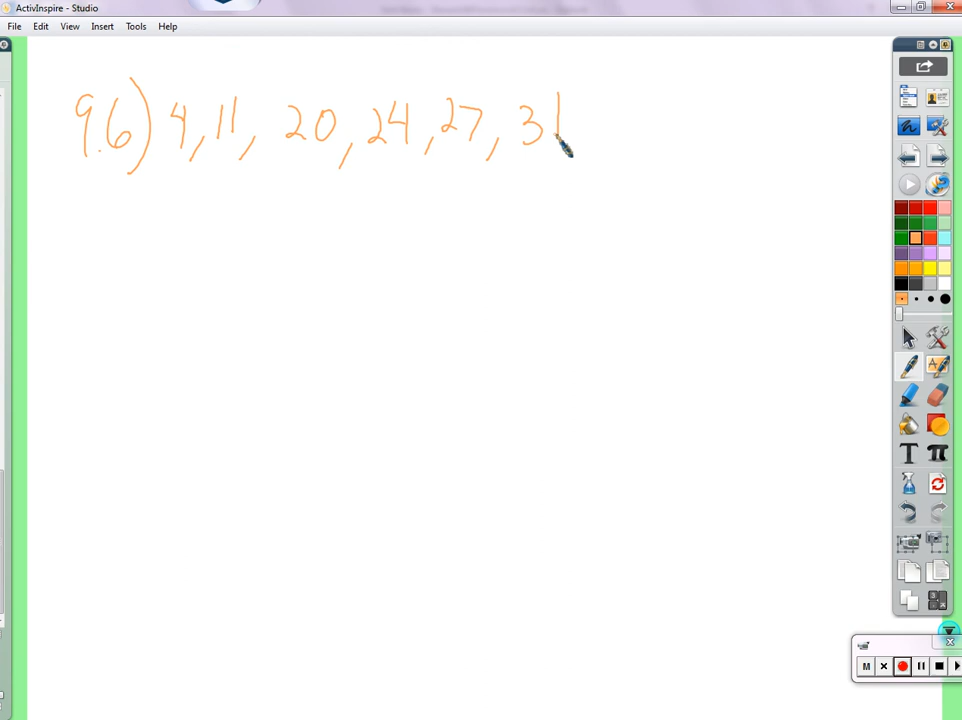 ActivInspire - Studio
File Edit View Insert Tools Help
9.6) 4, 11, 20, 24, 27, 31
M